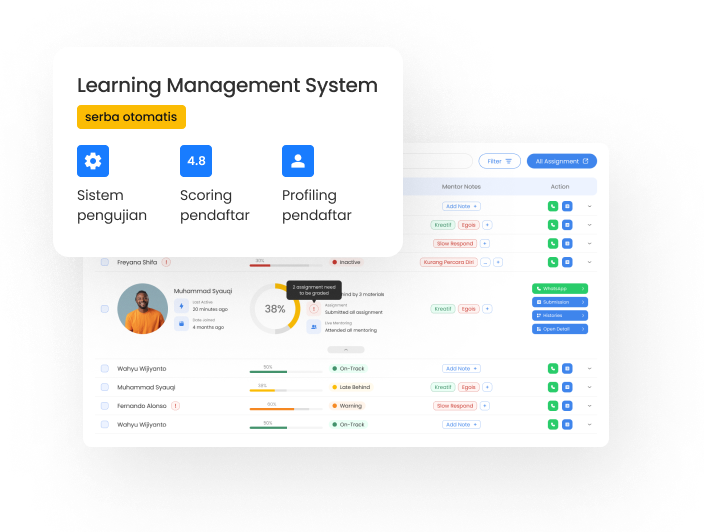 Learning Management System
serba otomatis
4.8
Sistem pengujian
Scoring pendaftar
Profiling pendaftar
Filter
All Assignment
Mentor Notes
Action
Add Note +
Kreatif Egois +
Slow Respond +
Freyana Shifa ! 30% Inactive Kurang Percara Diri - +
Muhammad Syauqi
Last Active
30 minutes ago
Date Joined
4 months ago
38%
2 assignment need
to be graded
ind by 3 materials
Assignment
Submitted all assignment
Live Mentoring
Attended all mentoring
Kreatif Egois +
WhatsApp
Submission
Histories
Open Detail
Wahyu Wijiyanto 50% On-Track Add Note +
Muhammad Syauqi Late Behind Kreatif Egois +
Fernando Alonso ! 60% Warning Slow Respond +
Wahyu Wijiyanto 50% On-Track Add Note +